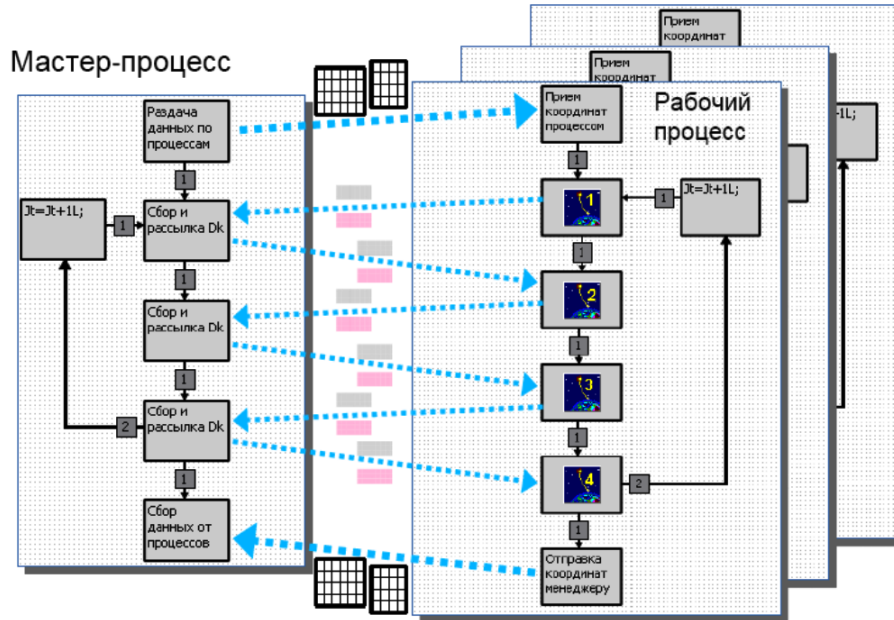 Мастер-процесс
Раздача
данных по
процессам
1
Jt=Jt+1L;
1
Сбор и
рассылка Dk
1
Сбор и
рассылка Dk
1
2
Сбор и
рассылка Dk
1
Сбор
данных от
процессов
Прием
координат
Прием
координат
Прием
координат
процессом
Рабочий
процесс
1
1
1
Jt=Jt+1L;
+1L;
1
2
1
3
1
4
2
1
Отправка
координат
менеджеру